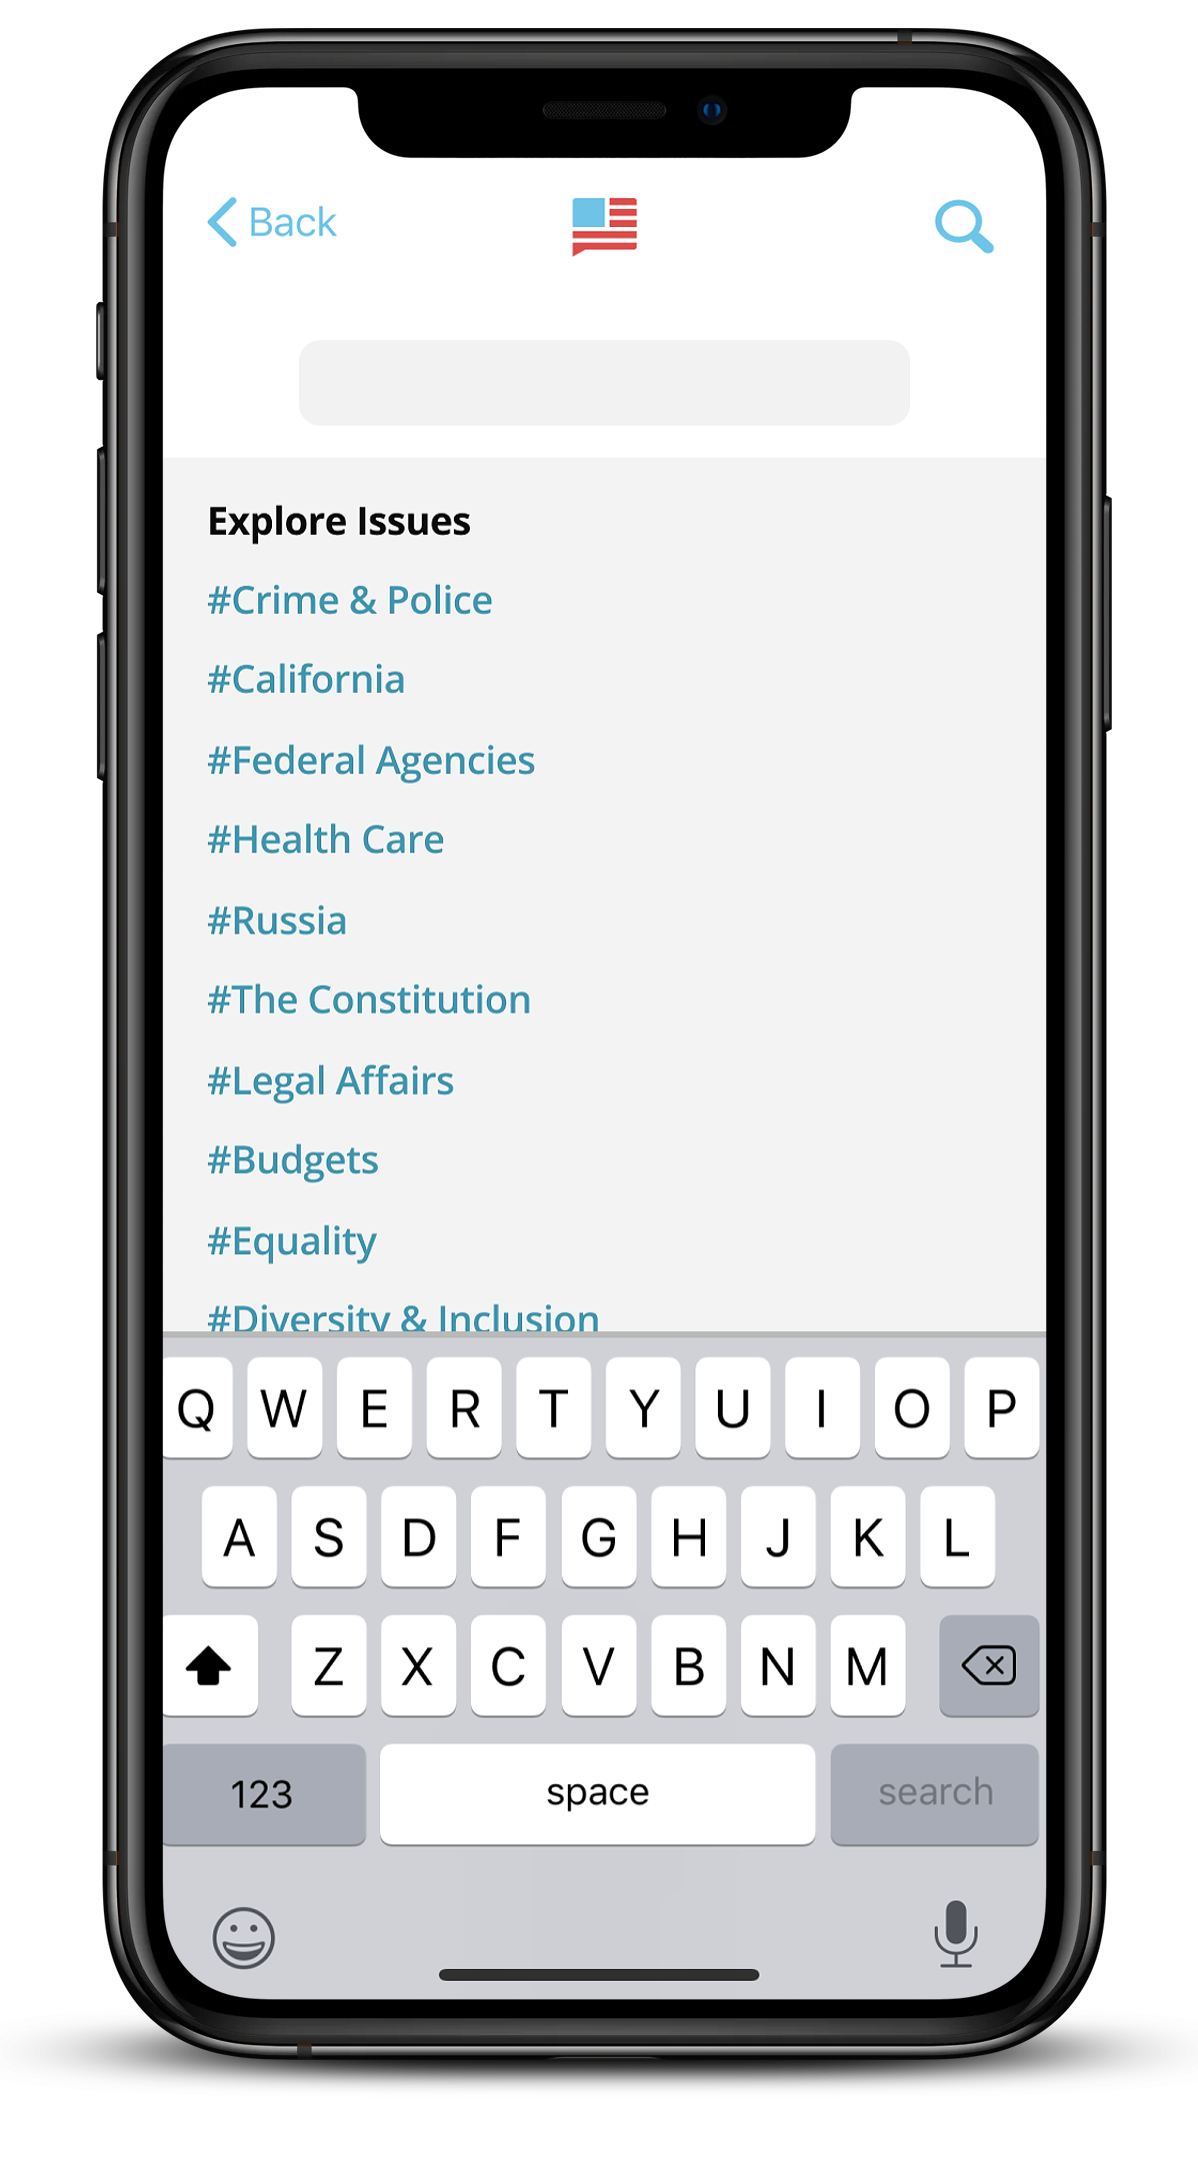 Back
Explore Issues
#Crime & Police
#California
#Federal Agencies
#Health Care
#Russia
#The Constitution
#Legal Affairs
#Budgets
#Equality
#Diversity & Inclusion
Q W E R T Y U I O P
A S D F G H J K L
Z X C V B N M
123 space search